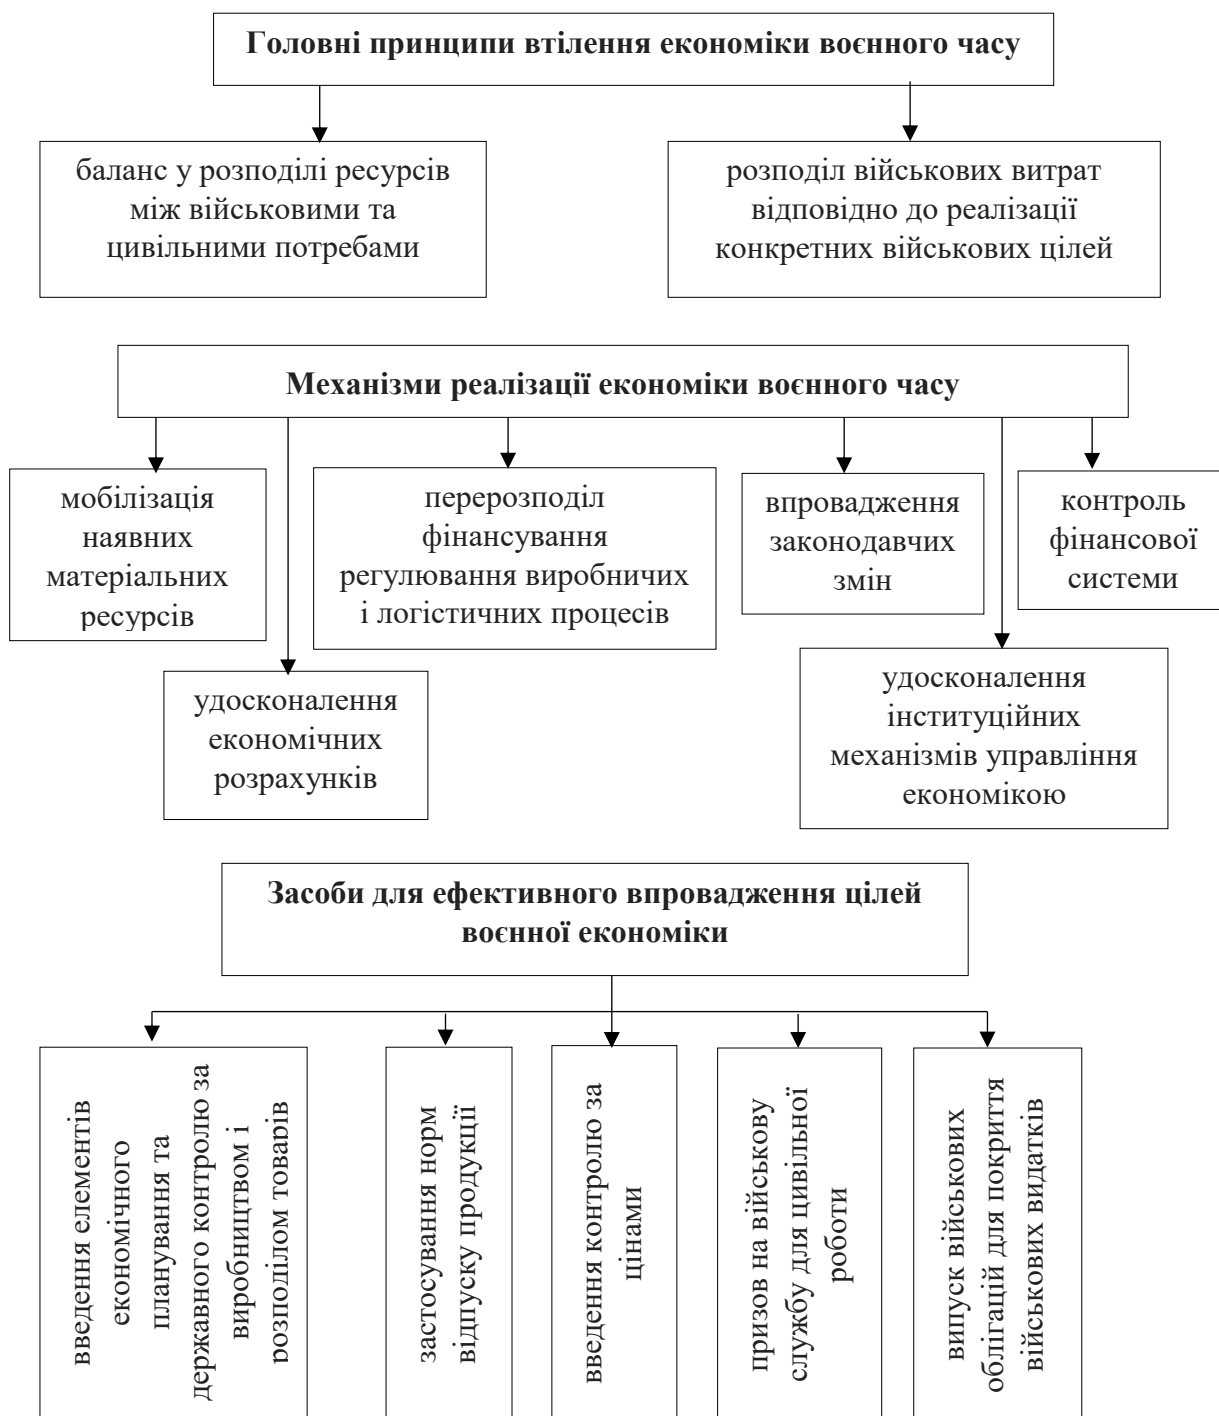 Головні принципи втілення економіки воєнного часу
баланс у розподілі ресурсів
між військовими та
цивільними потребами
розподіл військових витрат
відповідно до реалізації
конкретних військових цілей
Механізми реалізації економіки воєнного часу
мобілізація
наявних
матеріальних
ресурсів
перерозподіл
фінансування
регулювання виробничих
і логістичних процесів
впровадження
законодавчих
змін
контроль
фінансової
системи
удосконалення
економічних
розрахунків
удосконалення
інституційних
механізмів управління
економікою
Засоби для ефективного впровадження цілей
воєнної економіки
введення елементів
економічного
планування та
державного контролю за
виробництвом і
розподілом товарів
застосування норм
відпуску продукції
введення контролю за
цінами
призов на військову
службу для цивільної
роботи
випуск військових
облігацій для покриття
військових видатків